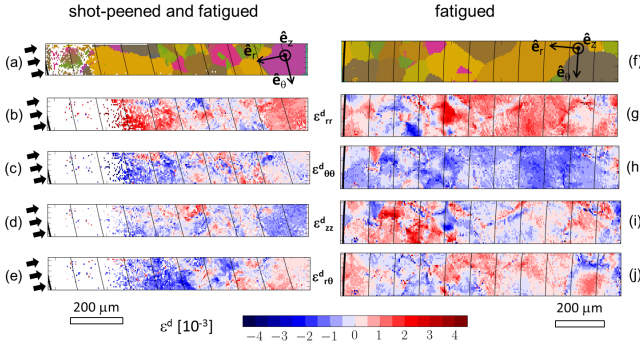 shot-peened and fatigued
fatigued
(a)
ê_r
ê_z
ê_θ
ê_r
ê_z
ê_θ
(f)
(b)
ε^d_rr
(g)
(c)
ε^d_θθ
(h)
(d)
ε^d_zz
(i)
(e)
ε^d_rθ
(j)
200 μm
ε^d [10^-3]
−4 −3 −2 −1 0 1 2 3 4
200 μm